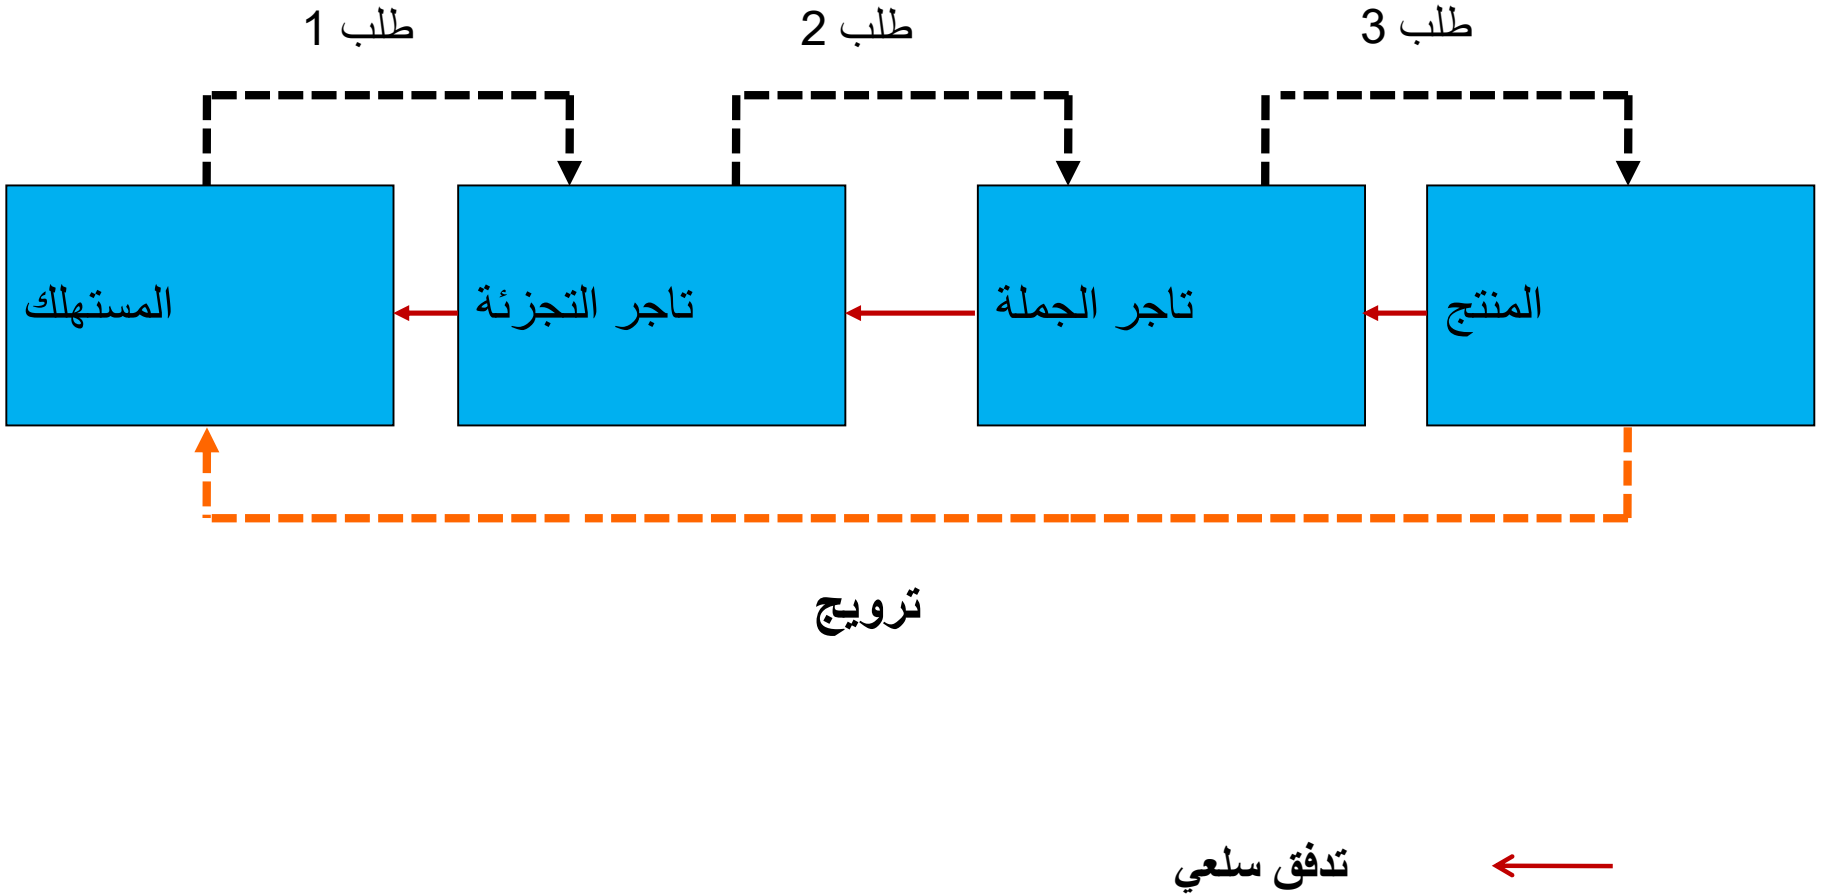 طلب 1
طلب 2
طلب 3
المستهلك
تاجر التجزئة
تاجر الجملة
المنتج
ترويج
تدفق سلعي